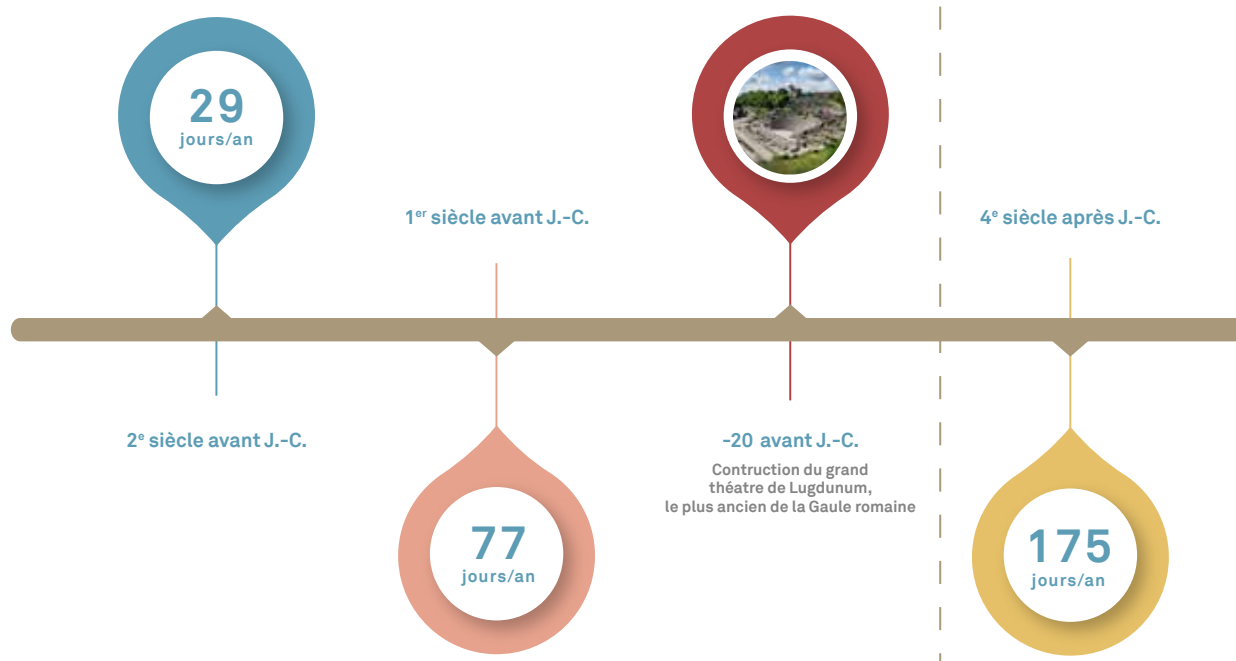 29
jours/an
2e siècle avant J.-C.
1er siècle avant J.-C.
77
jours/an
-20 avant J.-C.
Contruction du grand
théatre de Lugdunum,
le plus ancien de la Gaule romaine
4e siècle après J.-C.
175
jours/an